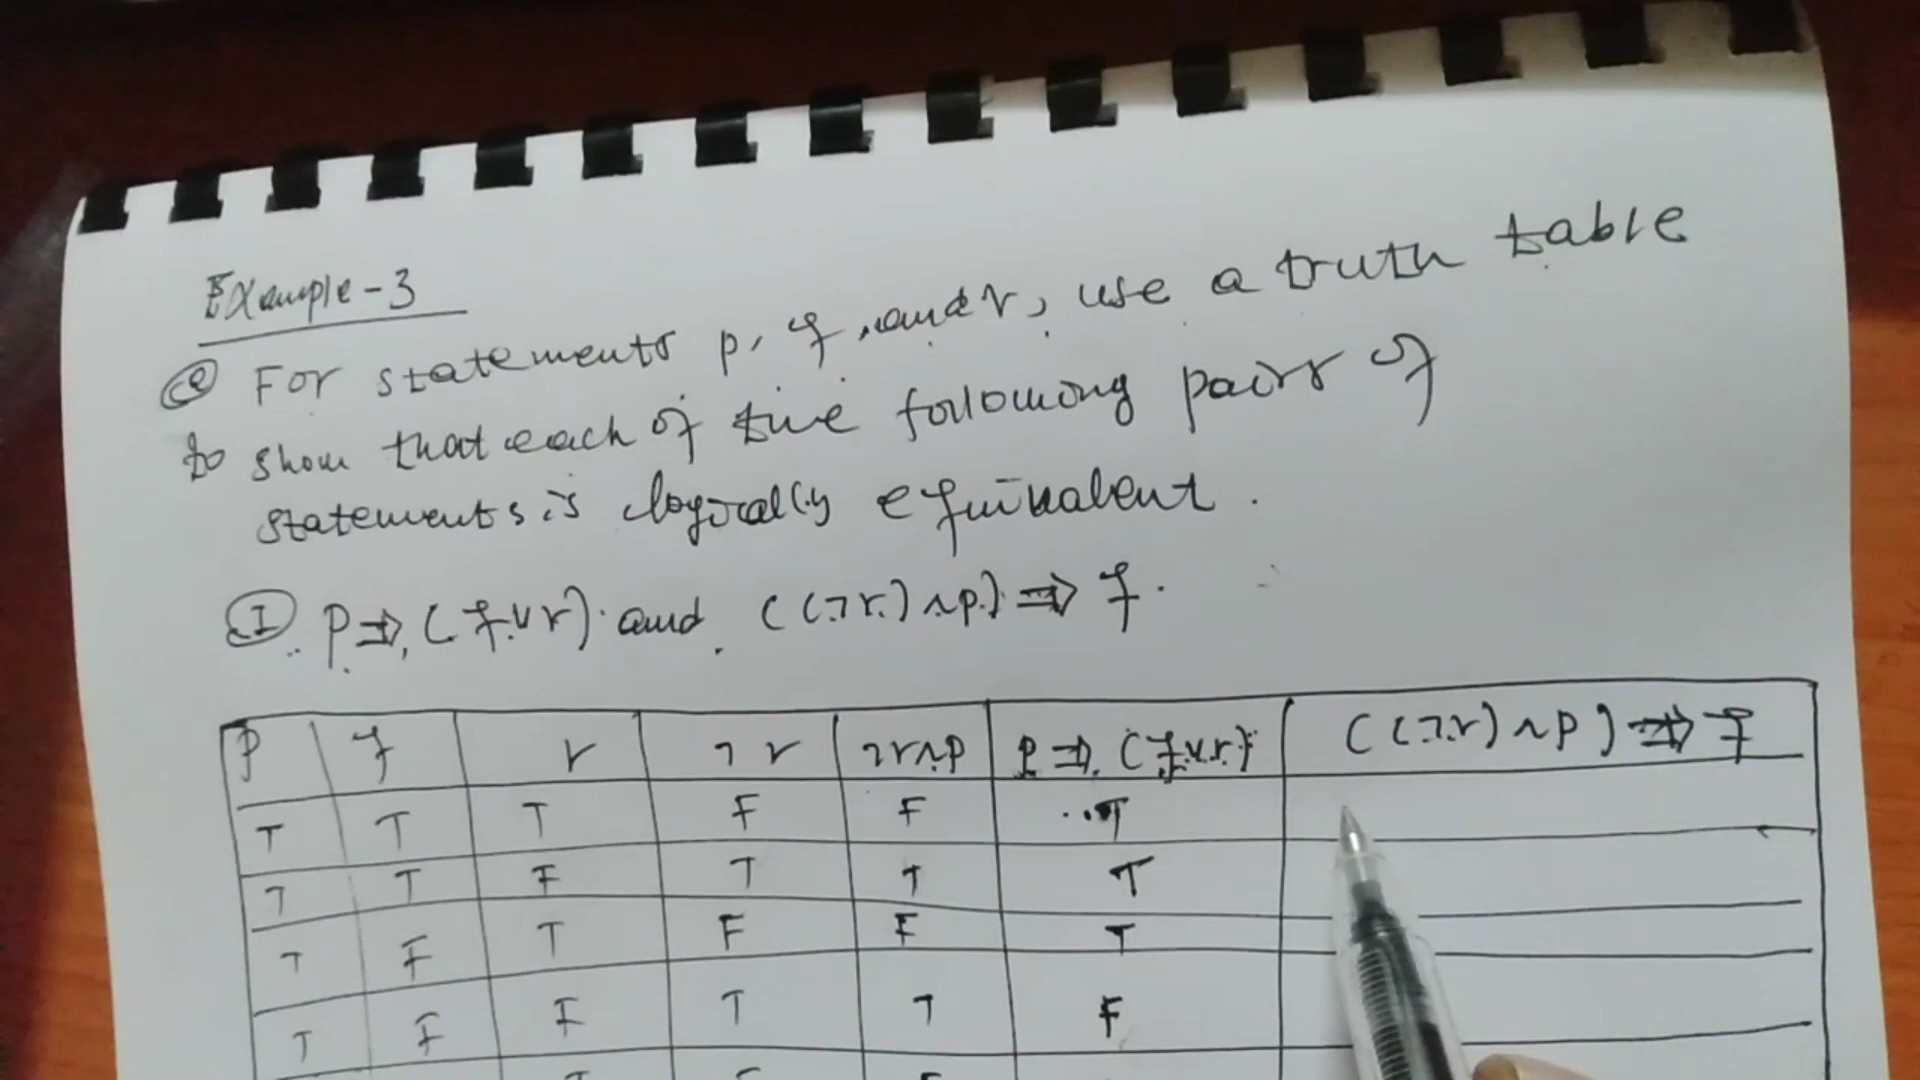 Example-3
e For statements p, q, and r, use a truth table
to show that each of the following pairs of
statements is logically equivalent.
I p ⇒ (q ∨ r) and ((¬r) ∧ p) ⇒ q.
p q r ¬r ¬r∧p p ⇒ (q∨r) ((¬r) ∧ p) ⇒ q
T T T F F T
T T F T T T
T F T F F T
T F F T T F